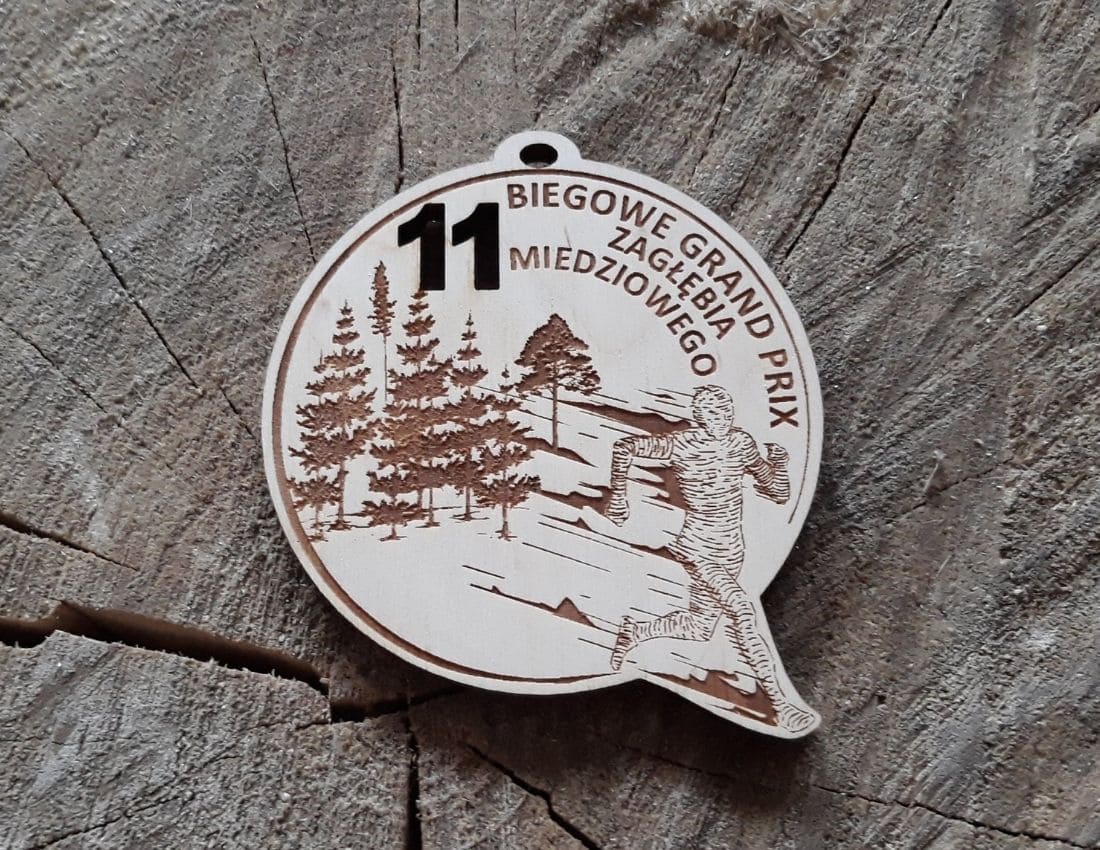 11
BIEGOWE GRAND PRIX
ZAGŁĘBIA
MIEDZIOWEGO